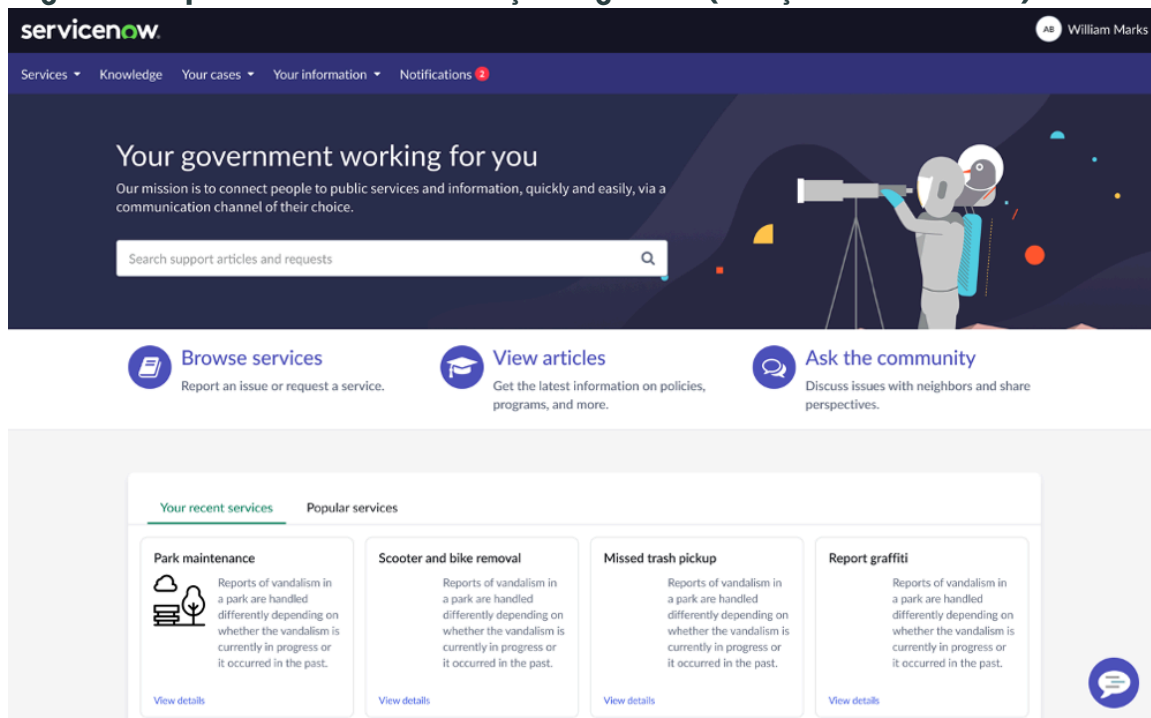 servicenow.
AB William Marks
Services Knowledge Your cases Your information Notifications 2
Your government working for you
Our mission is to connect people to public services and information, quickly and easily, via a
communication channel of their choice.
Search support articles and requests
Browse services
Report an issue or request a service.
View articles
Get the latest information on policies,
programs, and more.
Ask the community
Discuss issues with neighbors and share
perspectives.
Your recent services Popular services
Park maintenance
Reports of vandalism in
a park are handled
differently depending on
whether the vandalism is
currently in progress or
it occurred in the past.
View details
Scooter and bike removal
Reports of vandalism in
a park are handled
differently depending on
whether the vandalism is
currently in progress or
it occurred in the past.
View details
Missed trash pickup
Reports of vandalism in
a park are handled
differently depending on
whether the vandalism is
currently in progress or
it occurred in the past.
View details
Report graffiti
Reports of vandalism in
a park are handled
differently depending on
whether the vandalism is
currently in progress or
it occurred in the past.
View details